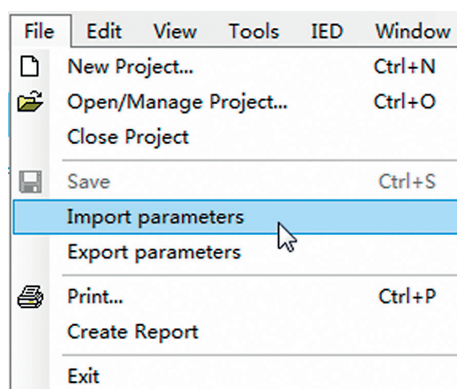 File Edit View Tools IED Window
New Project... Ctrl+N
Open/Manage Project... Ctrl+O
Close Project
Save Ctrl+S
Import parameters
Export parameters
Print... Ctrl+P
Create Report
Exit